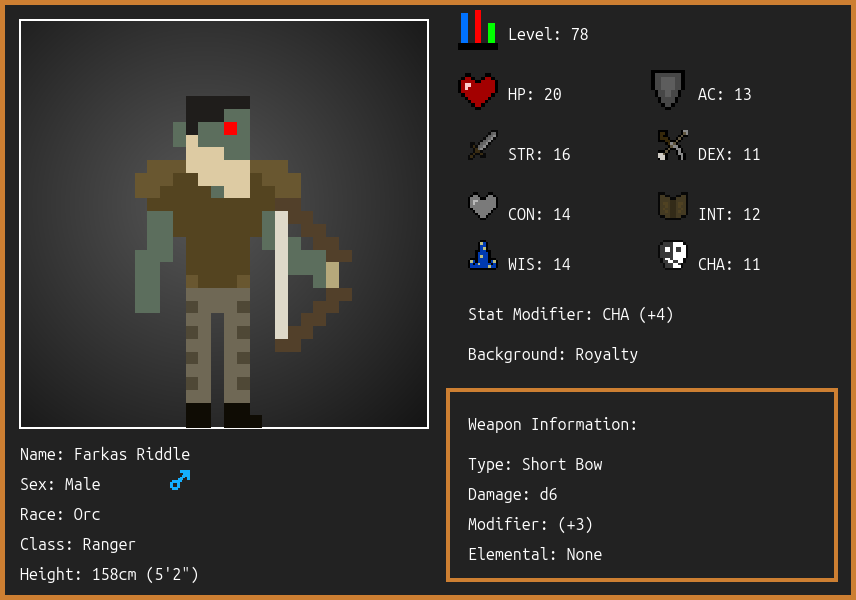 Level: 78
HP: 20
AC: 13
STR: 16
DEX: 11
CON: 14
INT: 12
WIS: 14
CHA: 11
Stat Modifier: CHA (+4)
Background: Royalty
Weapon Information:
Type: Short Bow
Damage: d6
Modifier: (+3)
Elemental: None
Name: Farkas Riddle
Sex: Male
Race: Orc
Class: Ranger
Height: 158cm (5'2")